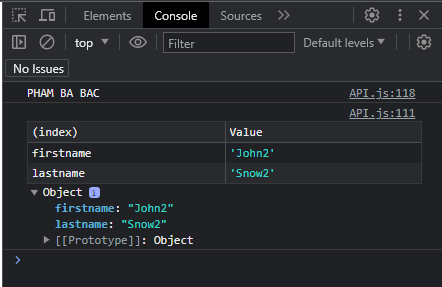 Elements Console Sources
top Filter Default levels
No Issues
PHAM BA BAC API.js:118
API.js:111
(index) Value
firstname 'John2'
lastname 'Snow2'
Object i
firstname: "John2"
lastname: "Snow2"
[[Prototype]]: Object